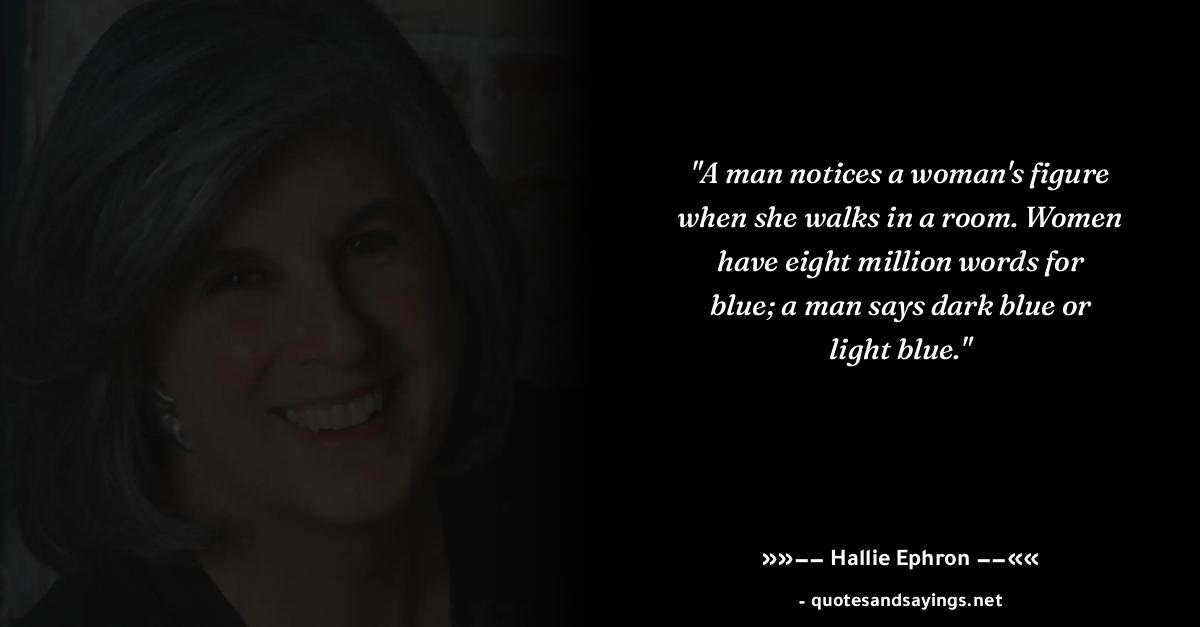 "A man notices a woman's figure
when she walks in a room. Women
have eight million words for
blue; a man says dark blue or
light blue."
»»–– Hallie Ephron ––««
- quotesandsayings.net